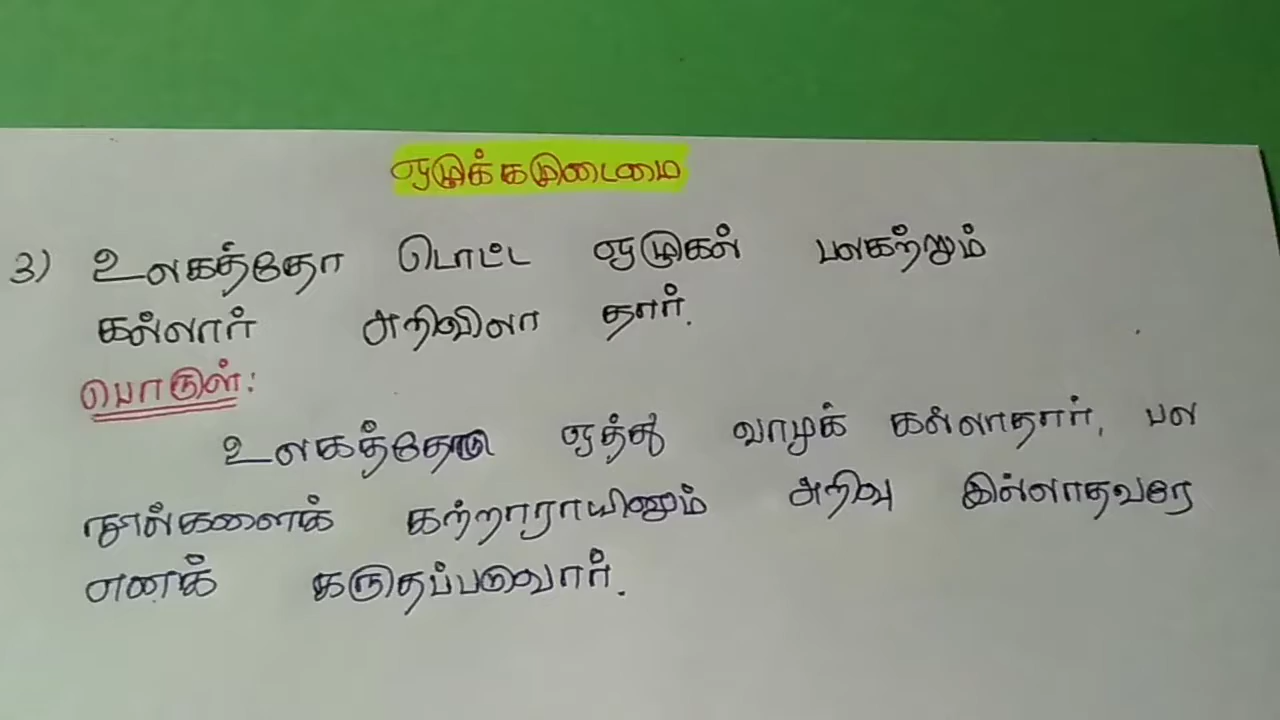 ஒழுக்கமுடைமை
3) உலகத்தோ டொட்ட ஒழுகல் பலகற்றும்
கல்லார் அறிவிலா தார்.
பொருள்:
உலகத்தோடு ஒத்து வாழக் கல்லாதார், பல
நூல்களைக் கற்றாராயினும் அறிவு இல்லாதவரே
எனக் கருதப்படுவார்.